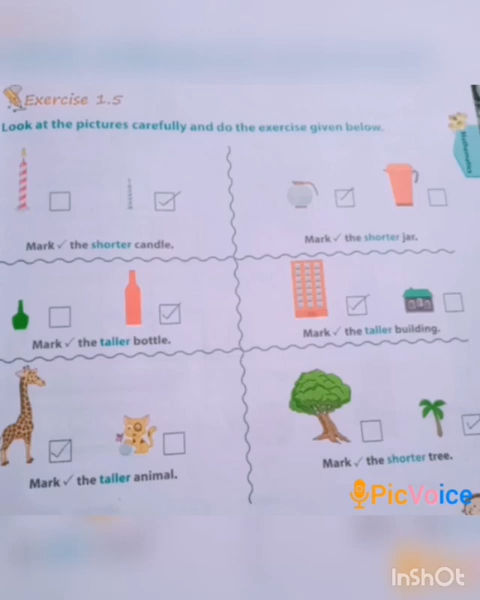 Exercise 1.5
Look at the pictures carefully and do the exercise given below.
Mathematics
Mark ✓ the shorter candle.
Mark ✓ the shorter jar.
Mark ✓ the taller bottle.
Mark ✓ the taller building.
Mark ✓ the taller animal.
Mark ✓ the shorter tree.
PicVoice
InShOt